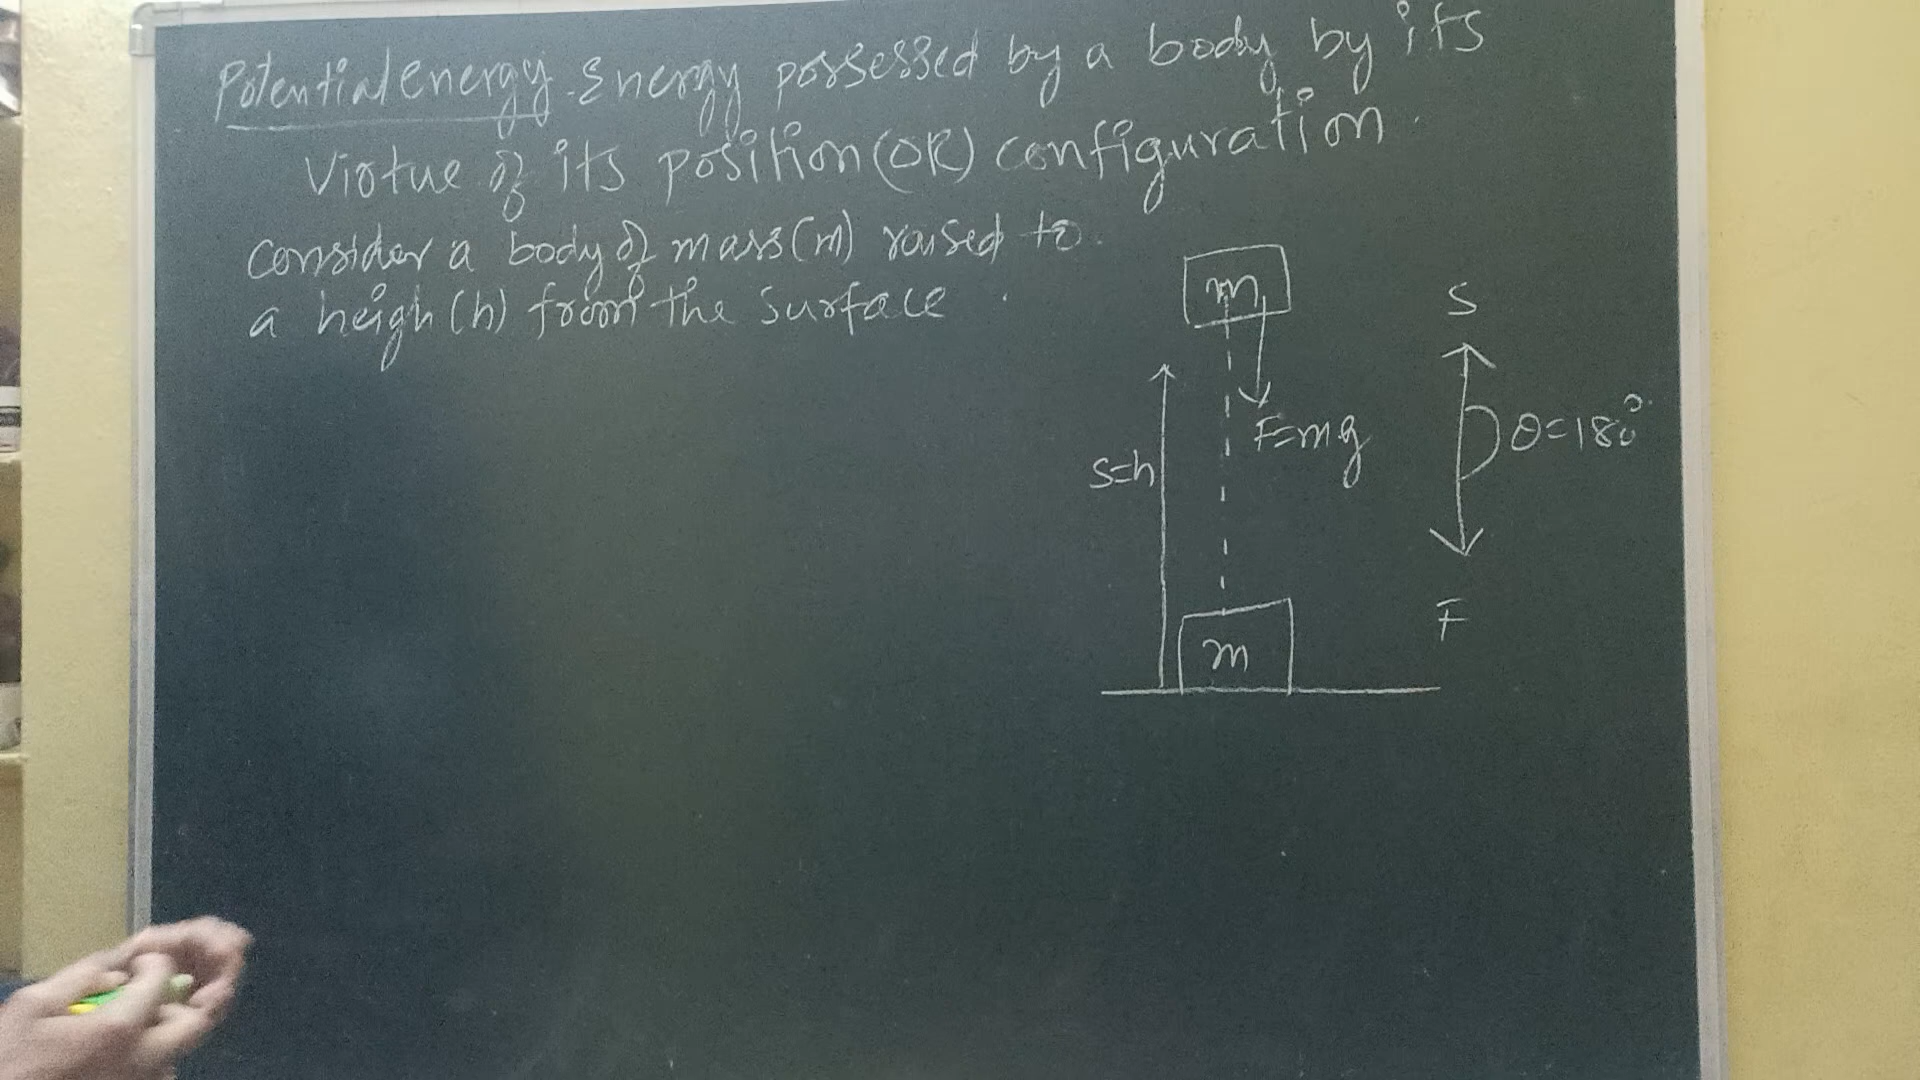 Potential energy - Energy possessed by a body by its
Virtue of its position (OR) configuration.
Consider a body of mass (m) raised to
a heigh (h) from the surface
m
S
F=mg
θ=180°
S=h
F
m